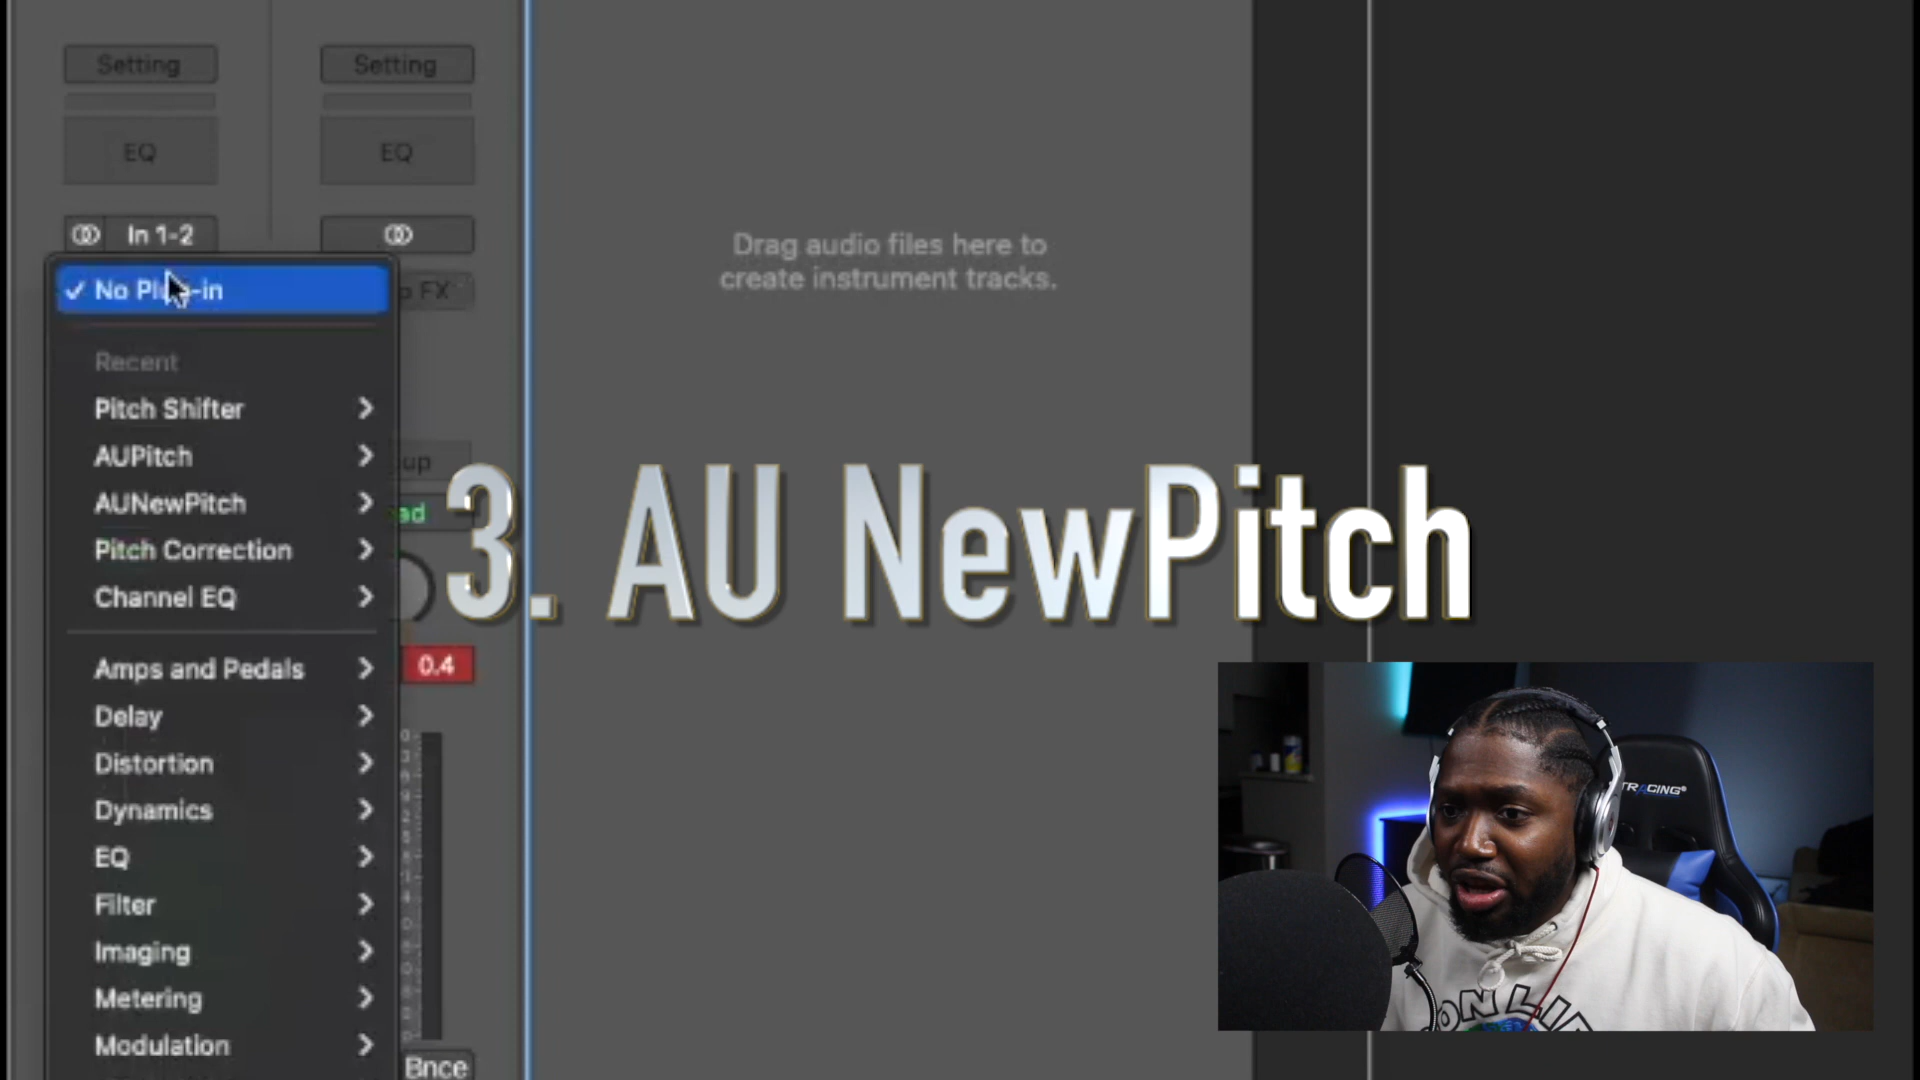 Setting
Setting
EQ
EQ
In 1-2
✓ No Plug-in
Recent
Pitch Shifter
AUPitch
AUNewPitch
Pitch Correction
Channel EQ
Amps and Pedals
Delay
Distortion
Dynamics
EQ
Filter
Imaging
Metering
Modulation
FX
0.4
Bnce
Drag audio files here to
create instrument tracks.
3. AU NewPitch
TRACING®